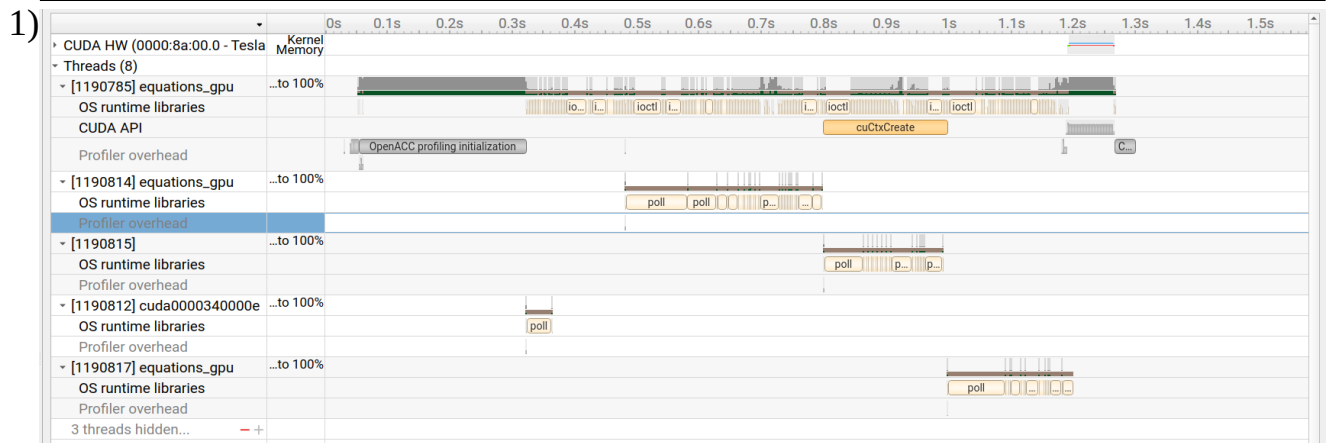 1)
0s 0.1s 0.2s 0.3s 0.4s 0.5s 0.6s 0.7s 0.8s 0.9s 1s 1.1s 1.2s 1.3s 1.4s 1.5s
CUDA HW (0000:8a:00.0 - Tesla Kernel
Memory
Threads (8)
[1190785] equations_gpu ...to 100%
OS runtime libraries io... i... ioctl i... i... ioctl i... ioctl
CUDA API cuCtxCreate
Profiler overhead OpenACC profiling initialization C...
[1190814] equations_gpu ...to 100%
OS runtime libraries poll poll p... ...
Profiler overhead
[1190815] ...to 100%
OS runtime libraries poll p... p...
Profiler overhead
[1190812] cuda0000340000e ...to 100%
OS runtime libraries poll
Profiler overhead
[1190817] equations_gpu ...to 100%
OS runtime libraries poll ... ... ...
Profiler overhead
3 threads hidden... − +